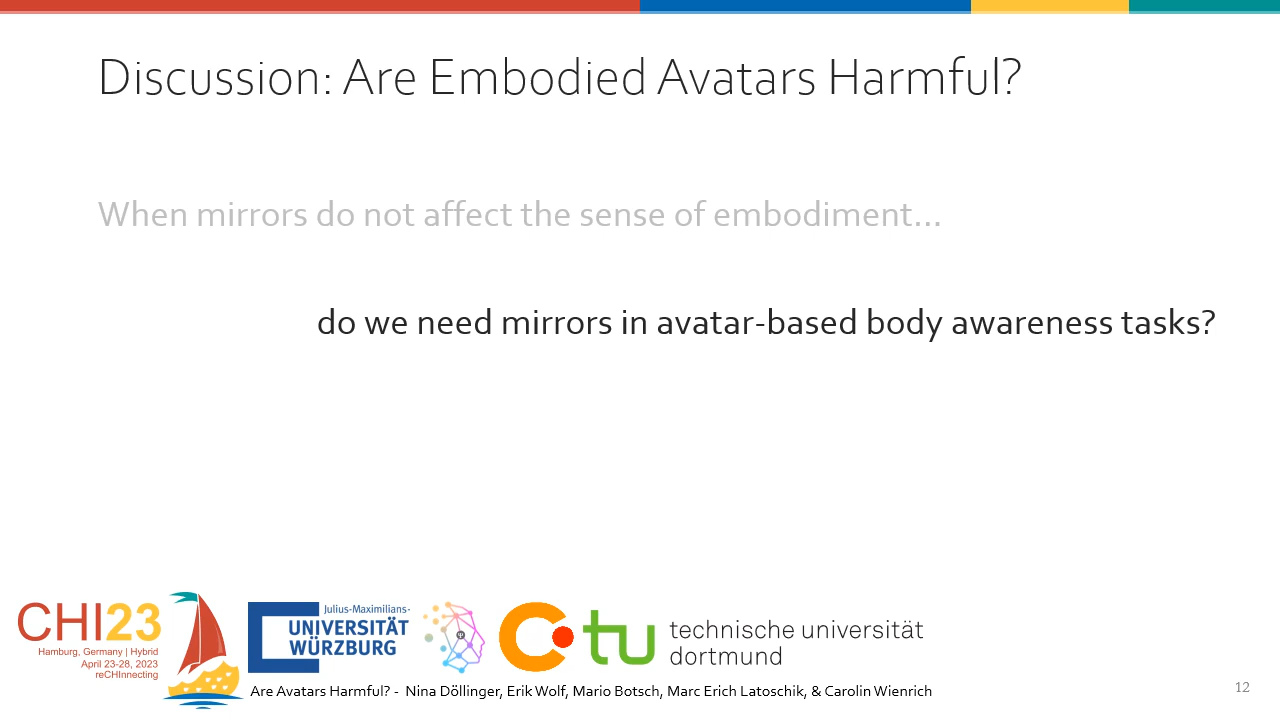 Discussion: Are Embodied Avatars Harmful?
When mirrors do not affect the sense of embodiment...
do we need mirrors in avatar-based body awareness tasks?
CHI23
Hamburg, Germany | Hybrid
April 23-28, 2023
reCHInnecting
Julius-Maximilians-
UNIVERSITÄT
WÜRZBURG
tu
technische universität
dortmund
Are Avatars Harmful? - Nina Döllinger, Erik Wolf, Mario Botsch, Marc Erich Latoschik, & Carolin Wienrich
12